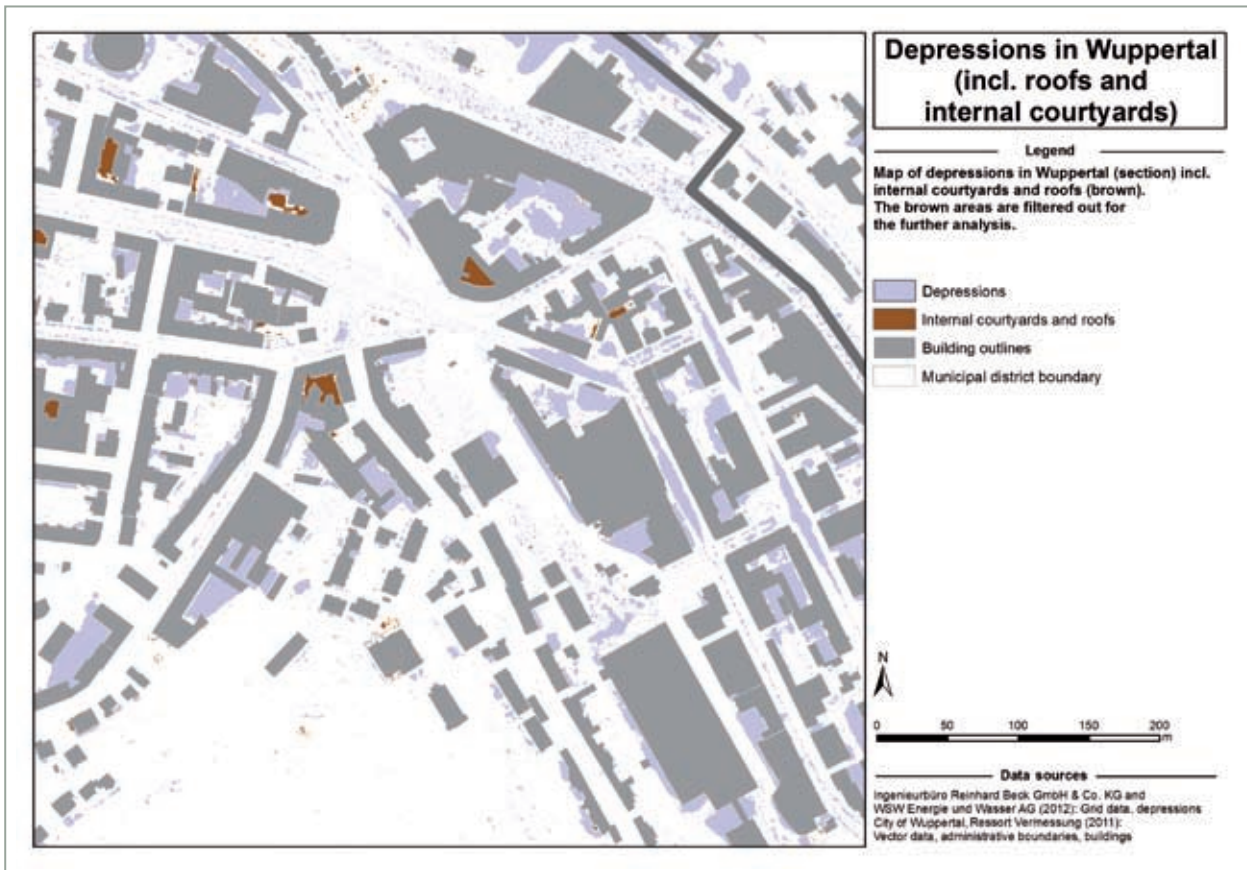 Depressions in Wuppertal
(incl. roofs and
internal courtyards)
Legend
Map of depressions in Wuppertal (section) incl.
internal courtyards and roofs (brown).
The brown areas are filtered out for
the further analysis.
Depressions
Internal courtyards and roofs
Building outlines
Municipal district boundary
N
0 50 100 150 200
m
Data sources
Ingenieurbüro Reinhard Beck GmbH & Co. KG and
WSW Energie und Wasser AG (2012): Grid data, depressions
City of Wuppertal, Ressort Vermessung (2011):
Vector data, administrative boundaries, buildings